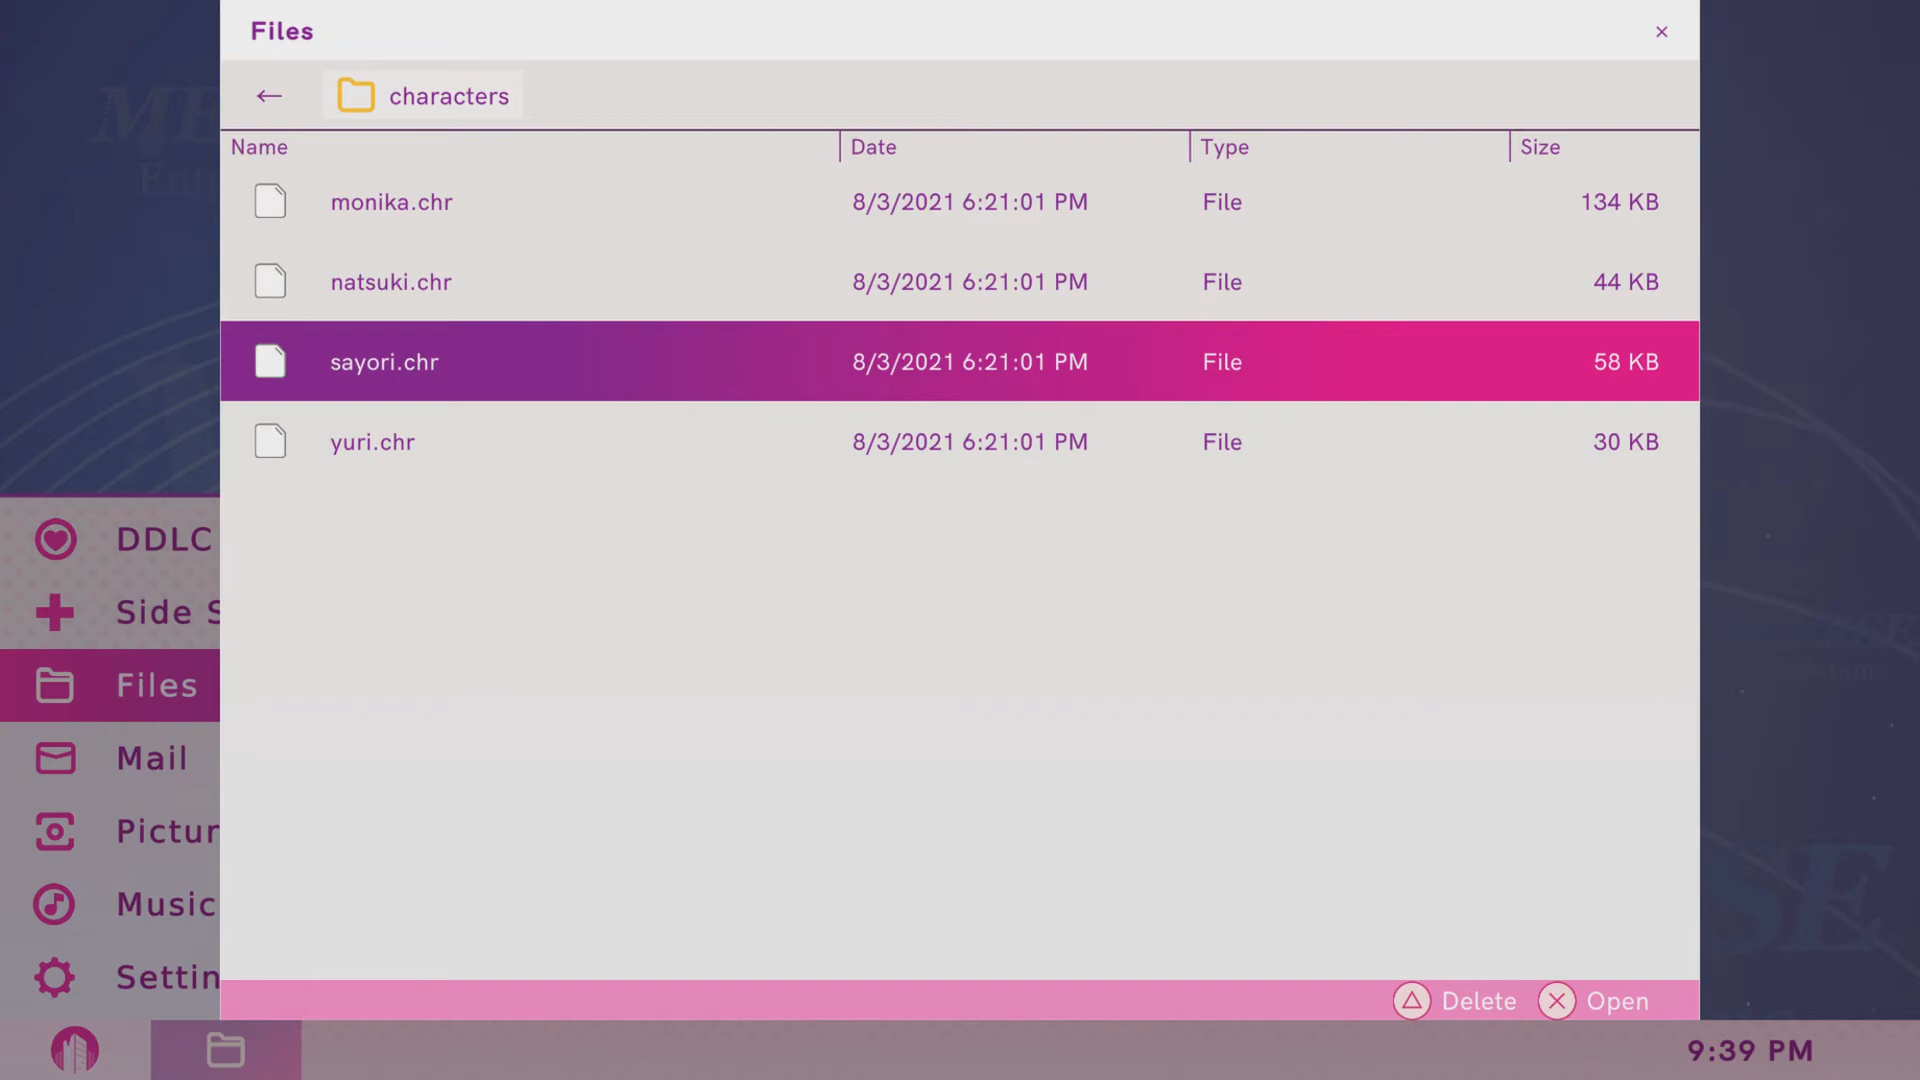 Files ×
← characters
Name Date Type Size
monika.chr 8/3/2021 6:21:01 PM File 134 KB
natsuki.chr 8/3/2021 6:21:01 PM File 44 KB
sayori.chr 8/3/2021 6:21:01 PM File 58 KB
yuri.chr 8/3/2021 6:21:01 PM File 30 KB
DDLC
Side S
Files
Mail
Pictur
Music
Settin
Delete Open
9:39 PM